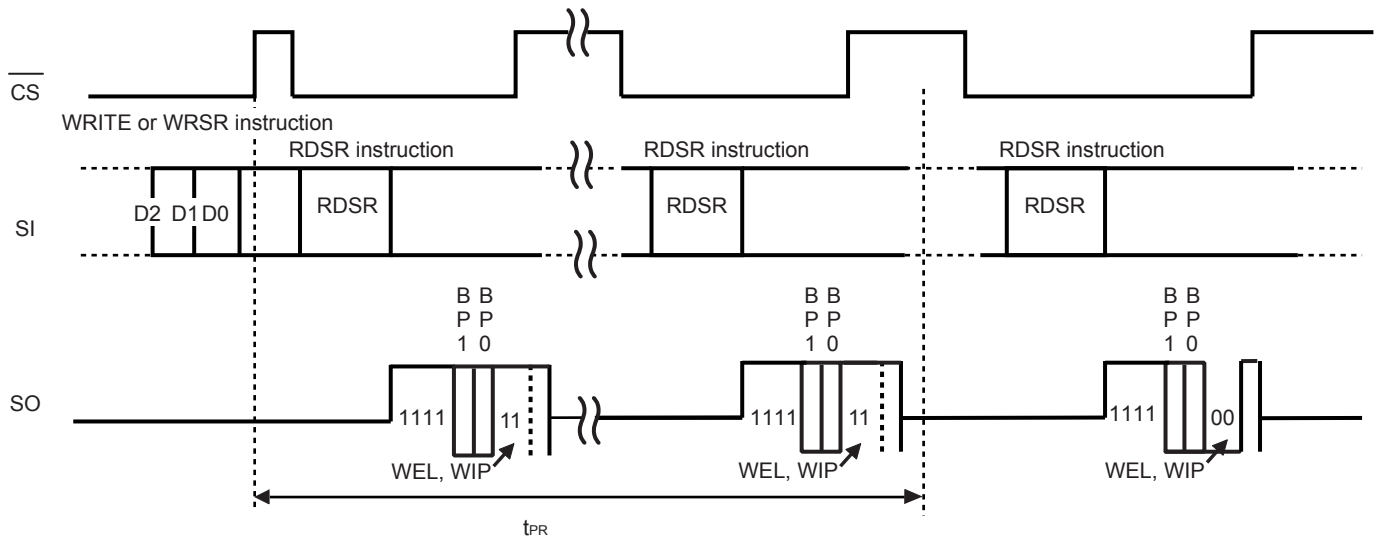 CS
WRITE or WRSR instruction
RDSR instruction
RDSR instruction
RDSR instruction
SI
D2 D1 D0
RDSR
RDSR
RDSR
B B
P P
1 0
B B
P P
1 0
B B
P P
1 0
SO
1111
11
1111
11
1111
00
WEL, WIP
WEL, WIP
WEL, WIP
tPR